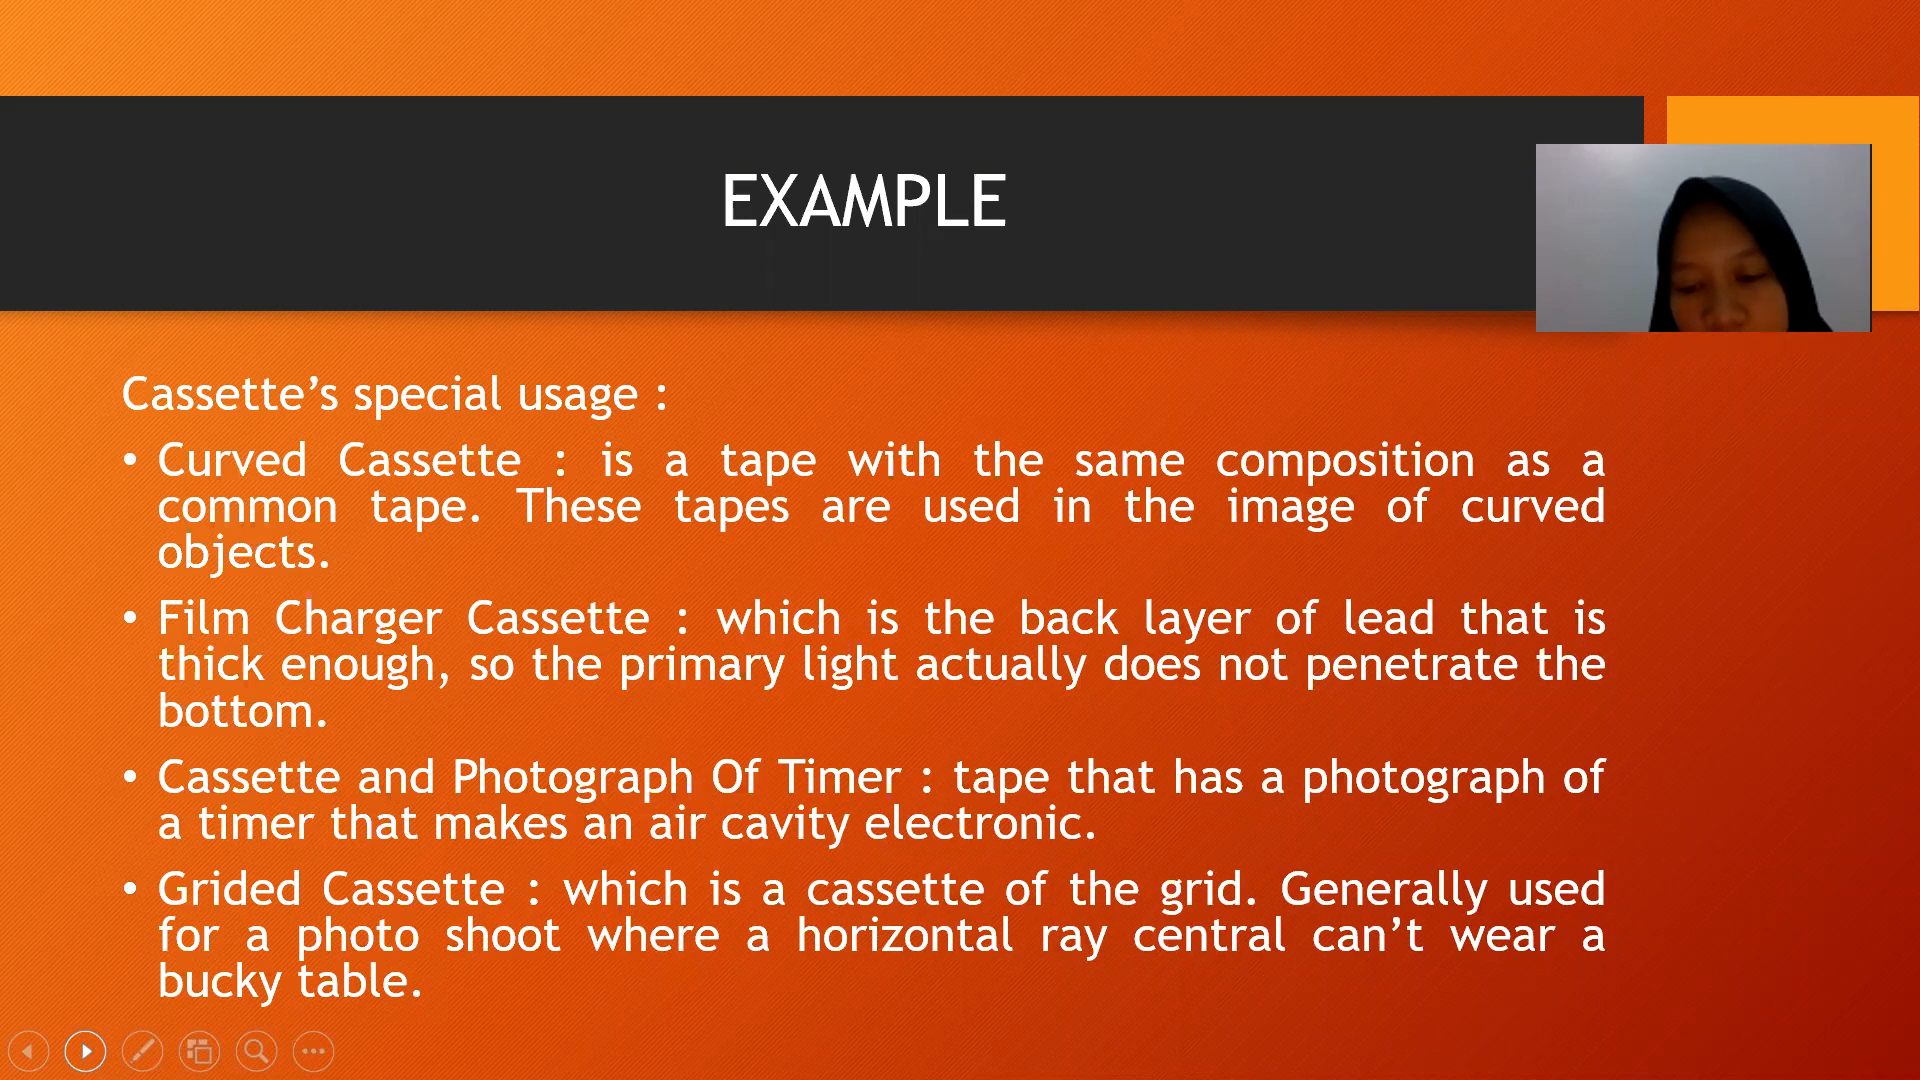 EXAMPLE
Cassette’s special usage :
• Curved Cassette : is a tape with the same composition as a
common tape. These tapes are used in the image of curved
objects.
• Film Charger Cassette : which is the back layer of lead that is
thick enough, so the primary light actually does not penetrate the
bottom.
• Cassette and Photograph Of Timer : tape that has a photograph of
a timer that makes an air cavity electronic.
• Grided Cassette : which is a cassette of the grid. Generally used
for a photo shoot where a horizontal ray central can’t wear a
bucky table.